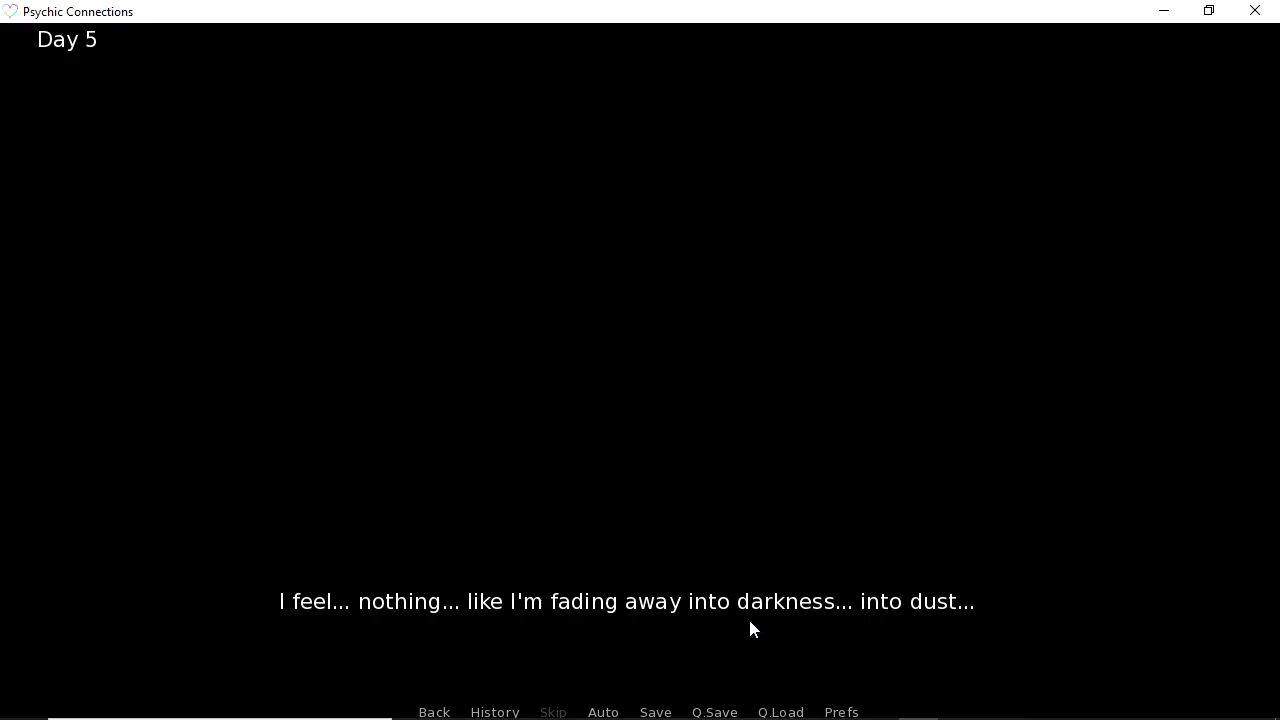 Psychic Connections
Day 5
I feel... nothing... like I'm fading away into darkness... into dust...
Back History Skip Auto Save Q.Save Q.Load Prefs